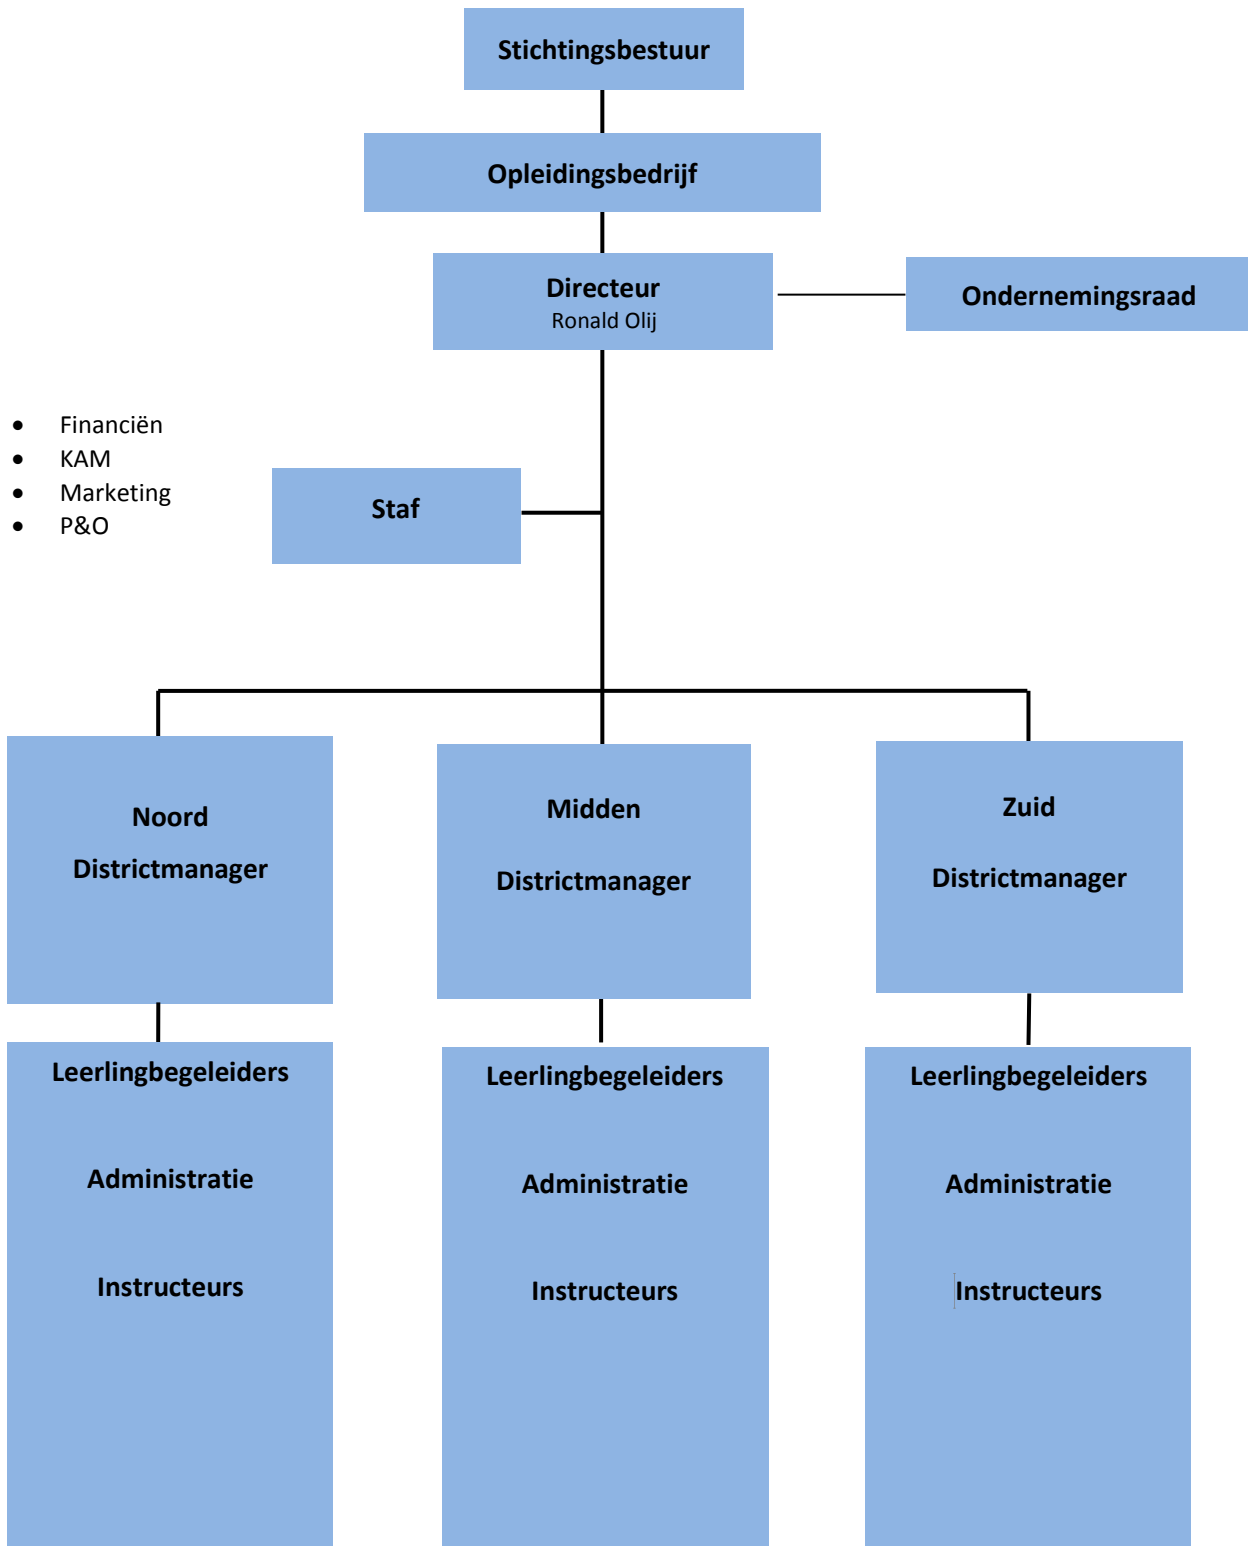 Stichtingsbestuur
Opleidingsbedrijf
Directeur
Ronald Olij
Ondernemingsraad
• Financiën
• KAM
• Marketing
• P&O
Staf
Noord
Districtmanager
Midden
Districtmanager
Zuid
Districtmanager
Leerlingbegeleiders
Administratie
Instructeurs
Leerlingbegeleiders
Administratie
Instructeurs
Leerlingbegeleiders
Administratie
Instructeurs